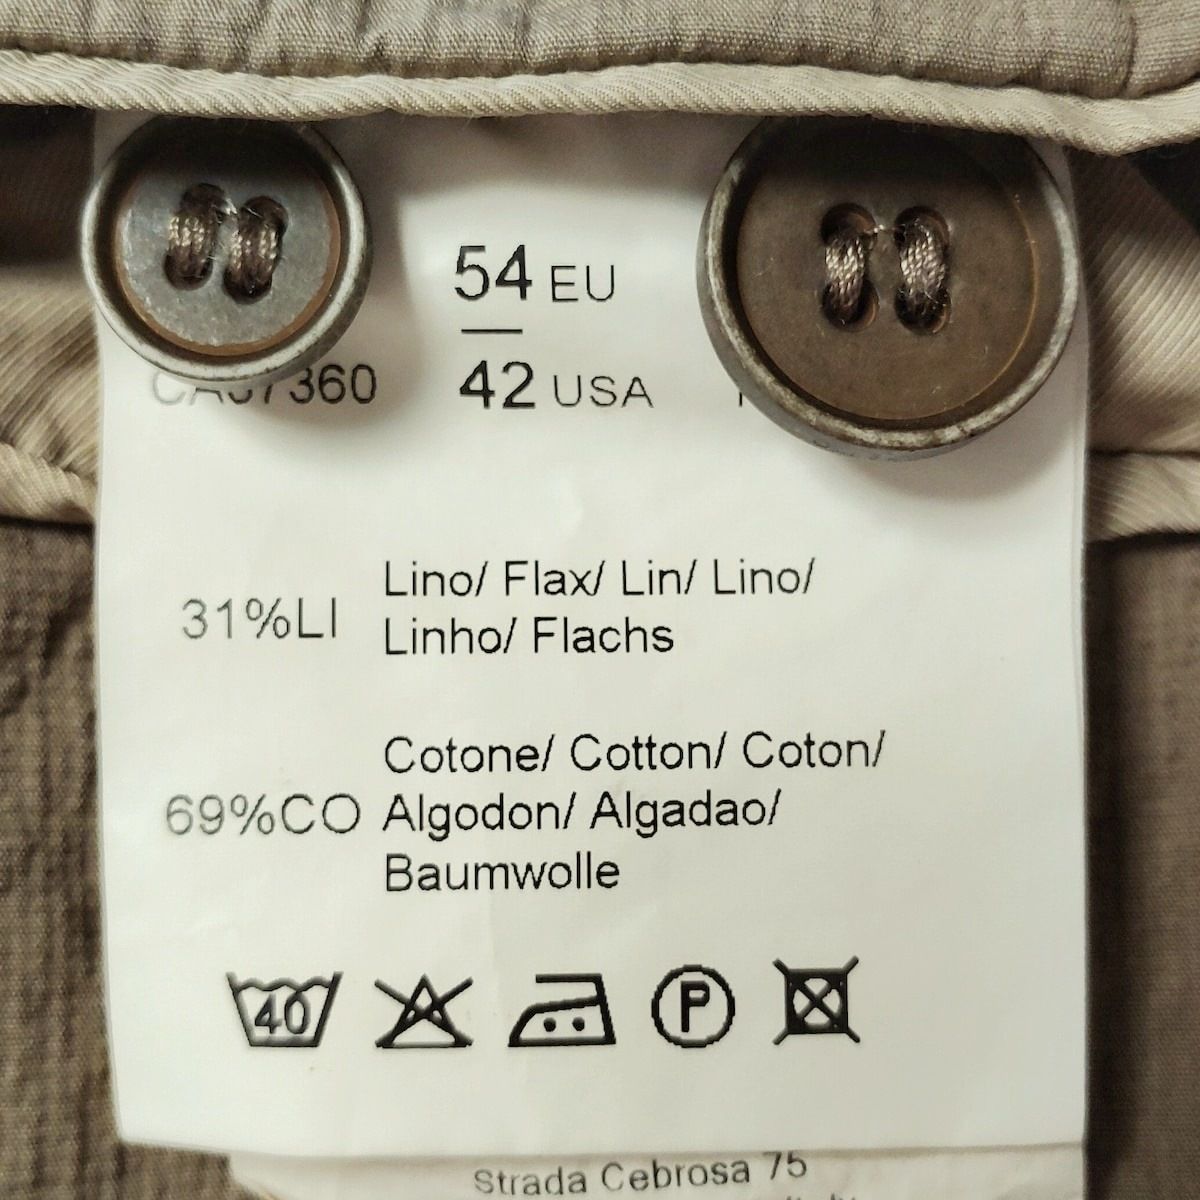 54 EU
42 USA
31%LI
Lino/ Flax/ Lin/ Lino/
Linho/ Flachs
69%CO
Cotone/ Cotton/ Coton/
Algodon/ Algadao/
Baumwolle
40
P
Strada Cebrosa 75